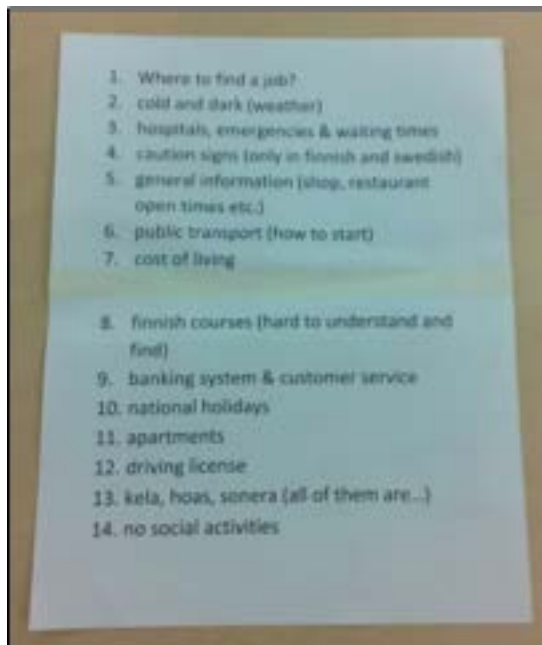 1. Where to find a job?
2. cold and dark (weather)
3. hospitals, emergencies & waiting times
4. caution signs (only in finnish and swedish)
5. general information (shop, restaurant
open times etc.)
6. public transport (how to start)
7. cost of living
8. finnish courses (hard to understand and
find)
9. banking system & customer service
10. national holidays
11. apartments
12. driving license
13. kela, hoas, sonera (all of them are...)
14. no social activities